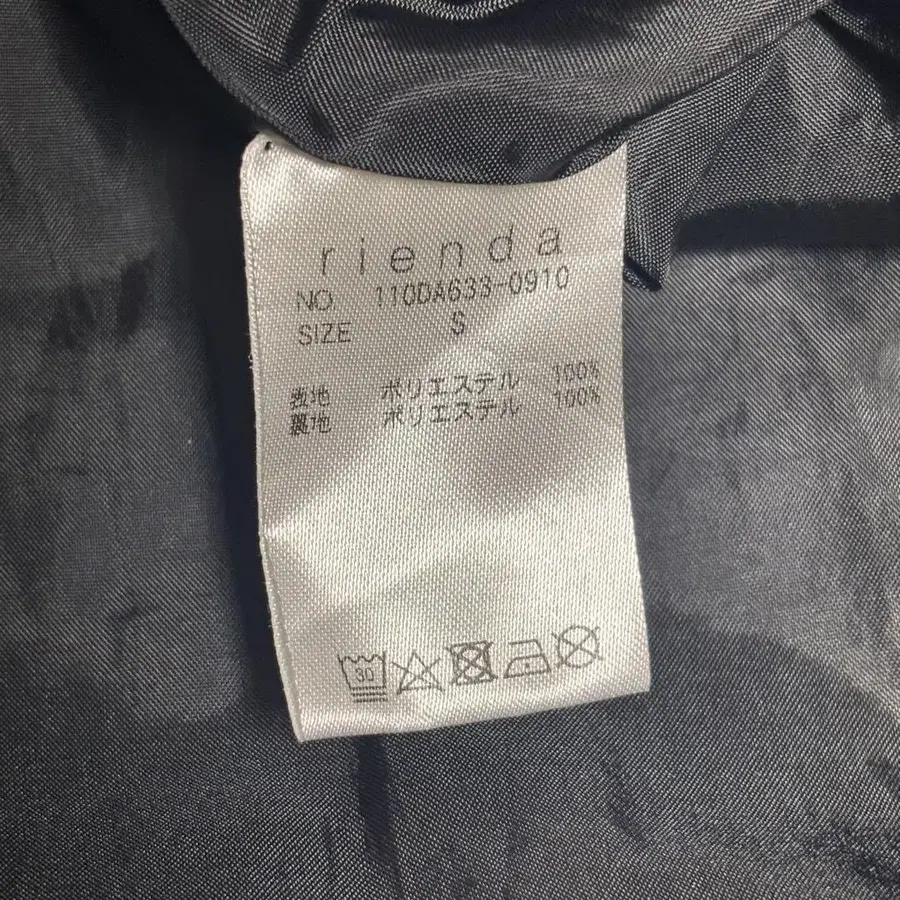 rienda
NO. 110DA633-0910
SIZE S
表地 ポリエステル 100%
裏地 ポリエステル 100%
30